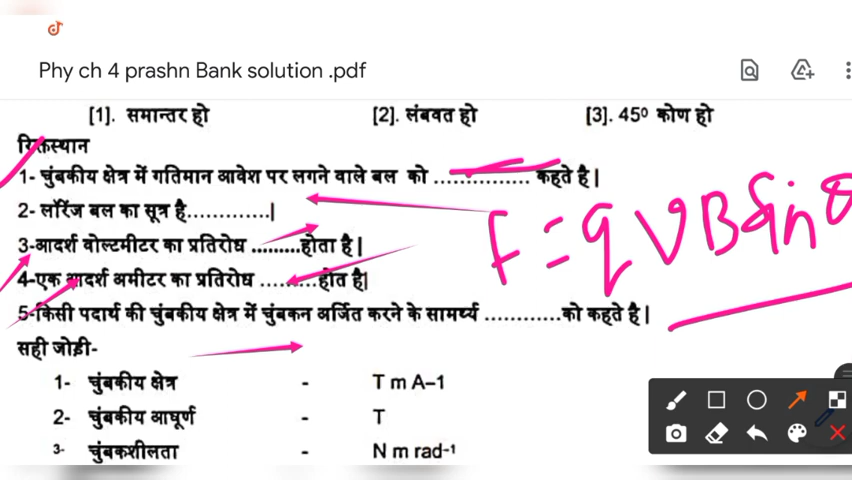 Phy ch 4 prashn Bank solution .pdf
[1]. समान्तर हो [2]. लंबवत हो [3]. 45⁰ कोण हो
रिक्तस्थान
1- चुंबकीय क्षेत्र में गतिमान आवेश पर लगने वाले बल को ................ कहते है|
2- लॉरेंज बल का सूत्र है.............|
3-आदर्श वोल्टमीटर का प्रतिरोध .........होता है|
4-एक आदर्श अमीटर का प्रतिरोध .........होत है|
5-किसी पदार्थ की चुंबकीय क्षेत्र में चुंबकन अर्जित करने के सामर्थ्य .............को कहते है|
F = q V B Sin θ
सही जोड़ी-
1- चुंबकीय क्षेत्र - T m A–1
2- चुंबकीय आघूर्ण - T
3- चुंबकशीलता - N m rad⁻¹